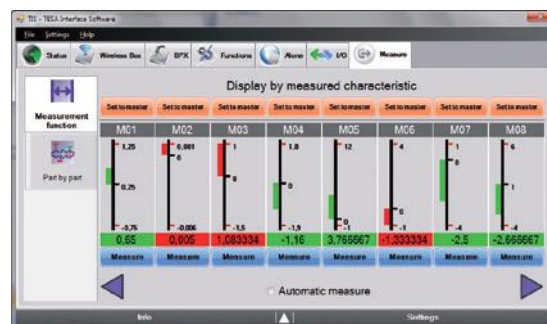 TIS - TESA Interface Software
File Settings Help
Status Wireless Box BPX Functions Alarm I/O Measure
Display by measured characteristic
Measurement function
Part by part
Set to master Set to master Set to master Set to master Set to master Set to master Set to master Set to master
M01 M02 M03 M04 M05 M06 M07 M08
1,25 0,001 1 1,8 12 4 1 6
0 0
0,25 0 0 1
0 0
-0,75 -0,006 -1,5 -1,9 -1 -1 -4 -4
0,65 0,005 1,083334 -1,16 3,766667 -1,333334 -2,5 -2,666667
Measure Measure Measure Measure Measure Measure Measure Measure
Automatic measure
Info Settings